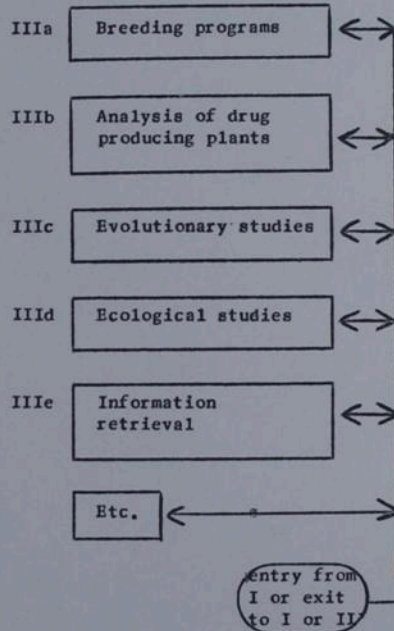 IIIa Breeding programs
IIIb Analysis of drug
producing plants
IIIc Evolutionary studies
IIId Ecological studies
IIIe Information
retrieval
Etc.
entry from
I or exit
to I or II